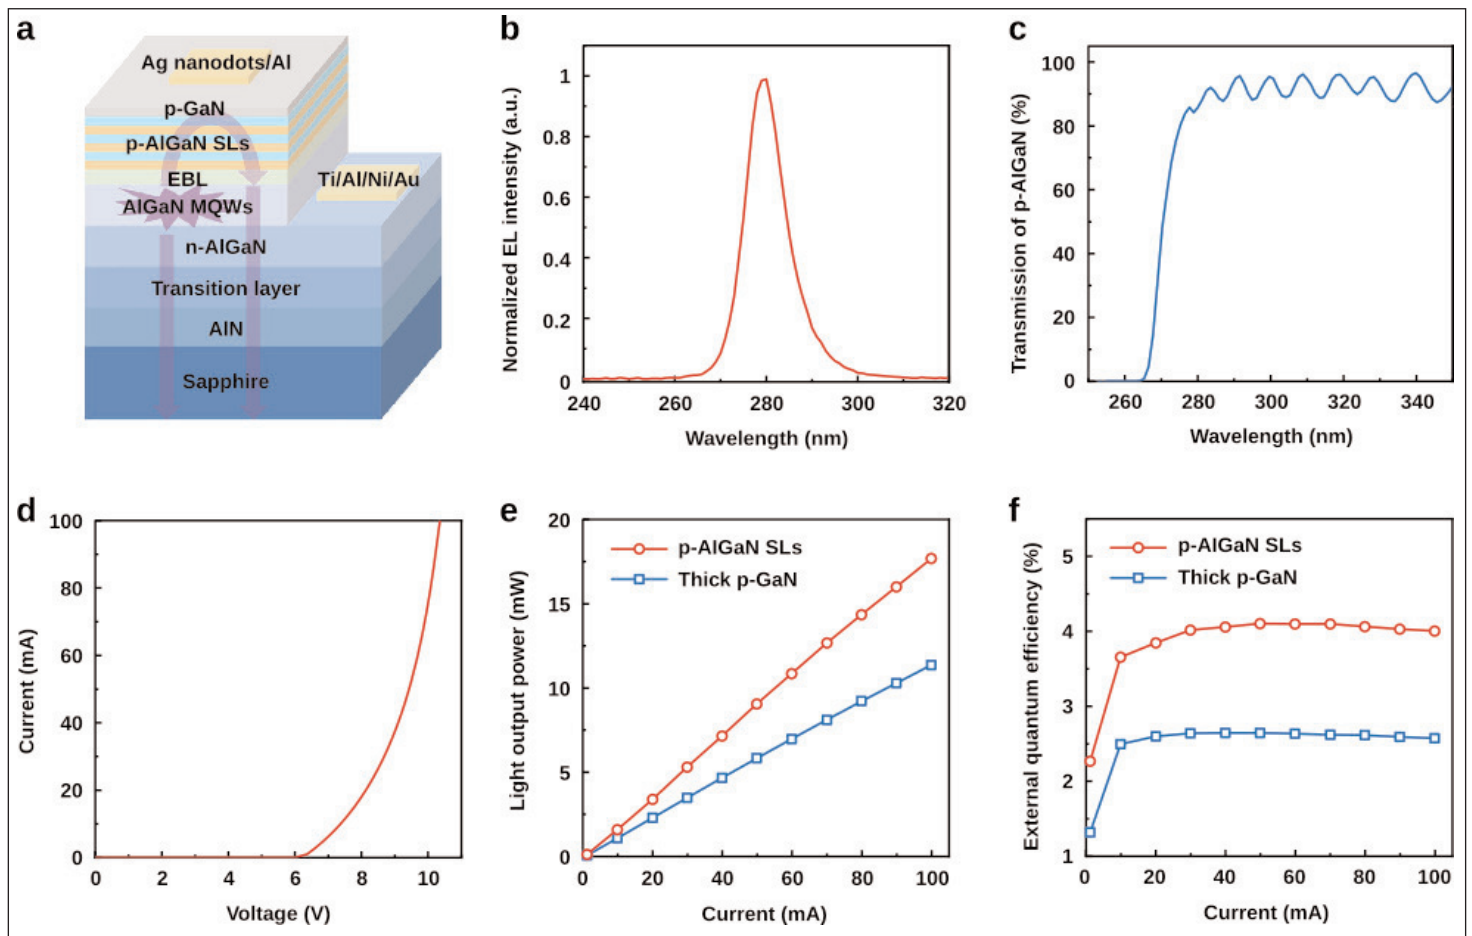 a
Ag nanodots/Al
p-GaN
p-AlGaN SLs
EBL
AlGaN MQWs
Ti/Al/Ni/Au
n-AlGaN
Transition layer
AlN
Sapphire
b
Normalized EL intensity (a.u.)
1
0.8
0.6
0.4
0.2
0
240 260 280 300 320
Wavelength (nm)
c
Transmission of p-AlGaN (%)
100
80
60
40
20
0
260 280 300 320 340
Wavelength (nm)
d
Current (mA)
100
80
60
40
20
0
0 2 4 6 8 10
Voltage (V)
e
Light output power (mW)
20
15
10
5
0
p-AlGaN SLs
Thick p-GaN
0 20 40 60 80 100
Current (mA)
f
External quantum efficiency (%)
5
4
3
2
1
p-AlGaN SLs
Thick p-GaN
0 20 40 60 80 100
Current (mA)